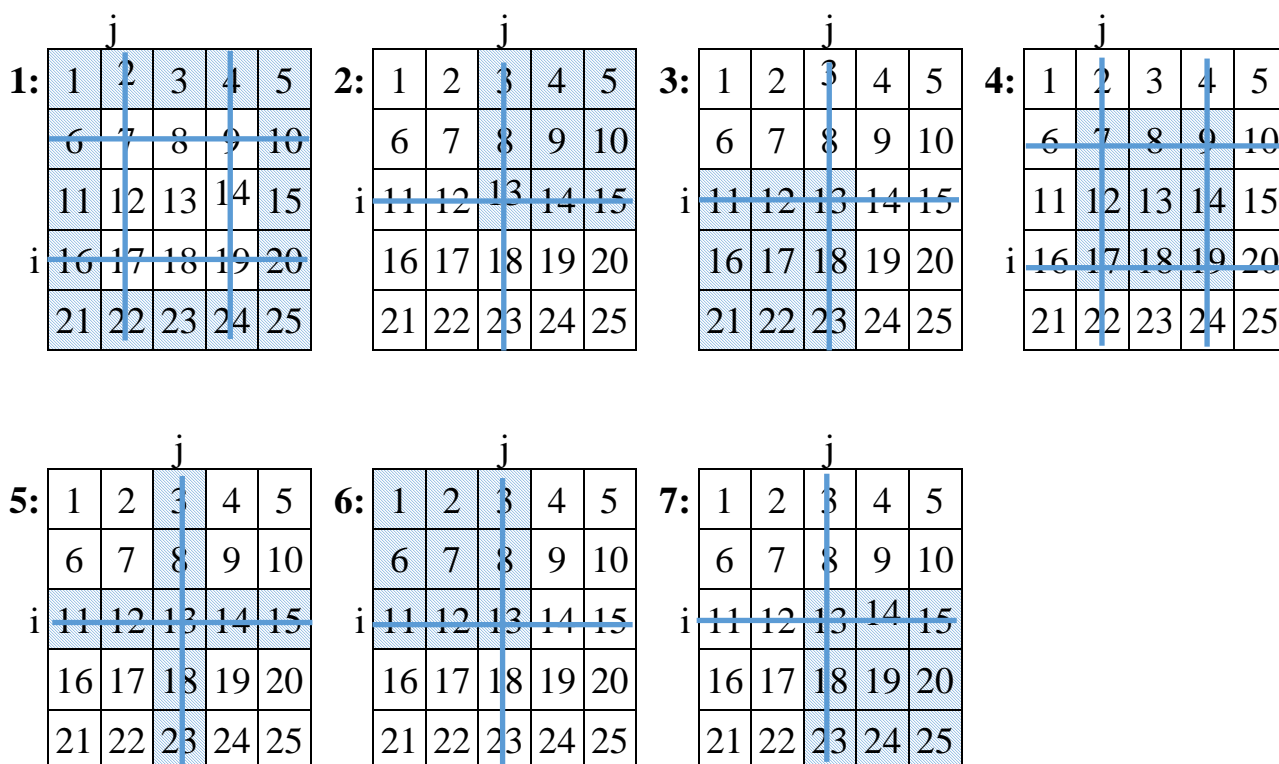 j j j j
1: 1 2 3 4 5 2: 1 2 3 4 5 3: 1 2 3 4 5 4: 1 2 3 4 5
6 7 8 9 10 6 7 8 9 10 6 7 8 9 10 6 7 8 9 10
11 12 13 14 15 i 11 12 13 14 15 i 11 12 13 14 15 11 12 13 14 15
i 16 17 18 19 20 16 17 18 19 20 16 17 18 19 20 i 16 17 18 19 20
21 22 23 24 25 21 22 23 24 25 21 22 23 24 25 21 22 23 24 25
j j j
5: 1 2 3 4 5 6: 1 2 3 4 5 7: 1 2 3 4 5
6 7 8 9 10 6 7 8 9 10 6 7 8 9 10
i 11 12 13 14 15 i 11 12 13 14 15 i 11 12 13 14 15
16 17 18 19 20 16 17 18 19 20 16 17 18 19 20
21 22 23 24 25 21 22 23 24 25 21 22 23 24 25